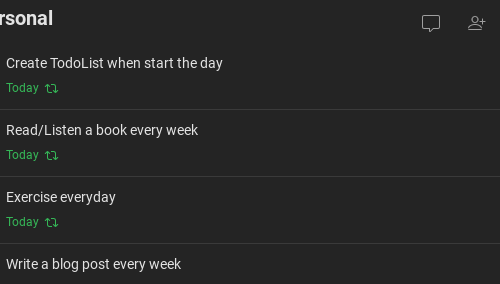 rsonal
Create TodoList when start the day
Today
Read/Listen a book every week
Today
Exercise everyday
Today
Write a blog post every week